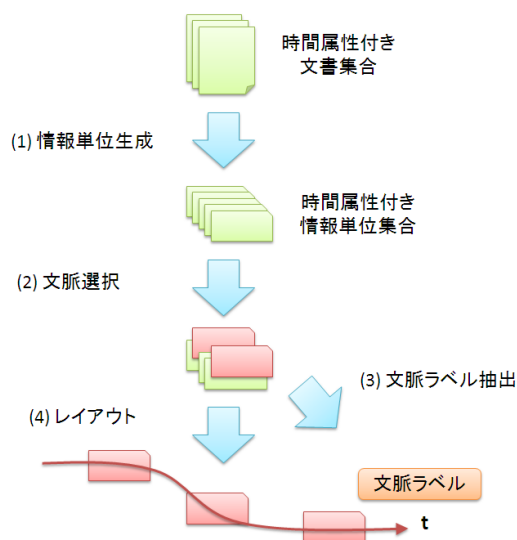 時間属性付き
文書集合
(1) 情報単位生成
時間属性付き
情報単位集合
(2) 文脈選択
(3) 文脈ラベル抽出
(4) レイアウト
文脈ラベル
t